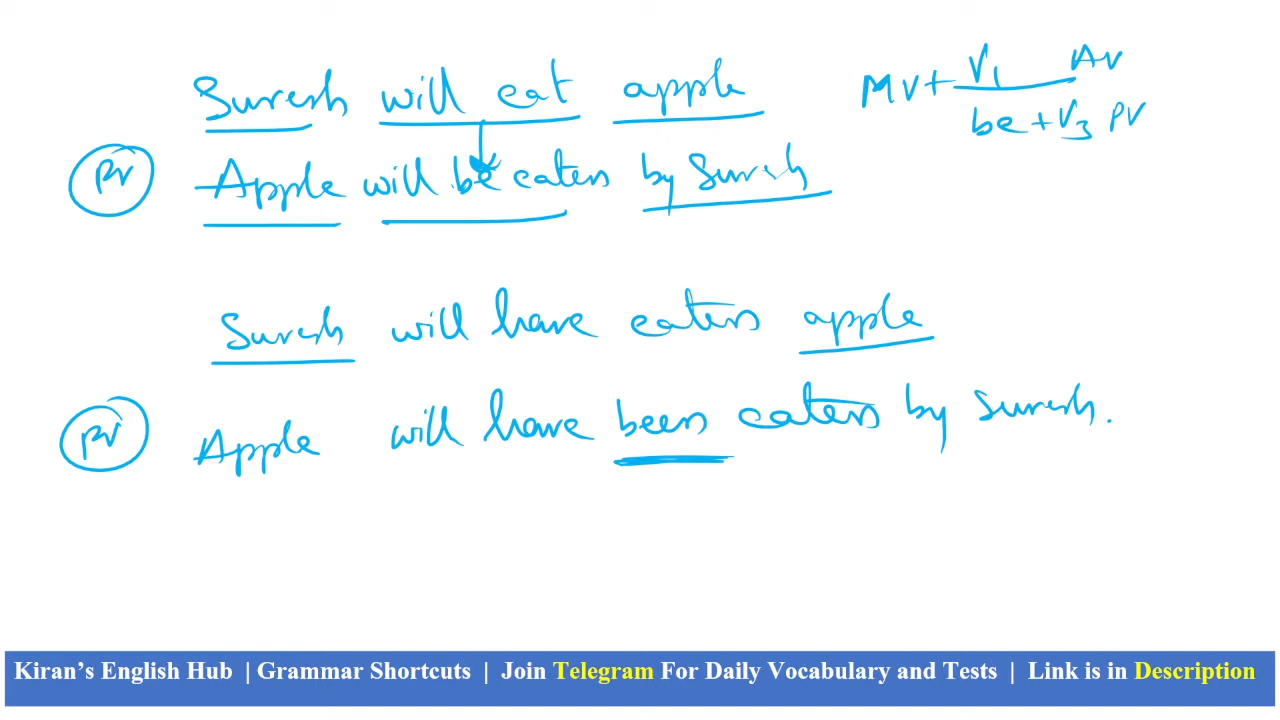 Suresh will eat apple
MV + V1 AV
be + V3 PV
PV Apple will be eaten by Suresh
Suresh will have eaten apple
PV Apple will have been eaten by Suresh.
Kiran's English Hub | Grammar Shortcuts | Join Telegram For Daily Vocabulary and Tests | Link is in Description